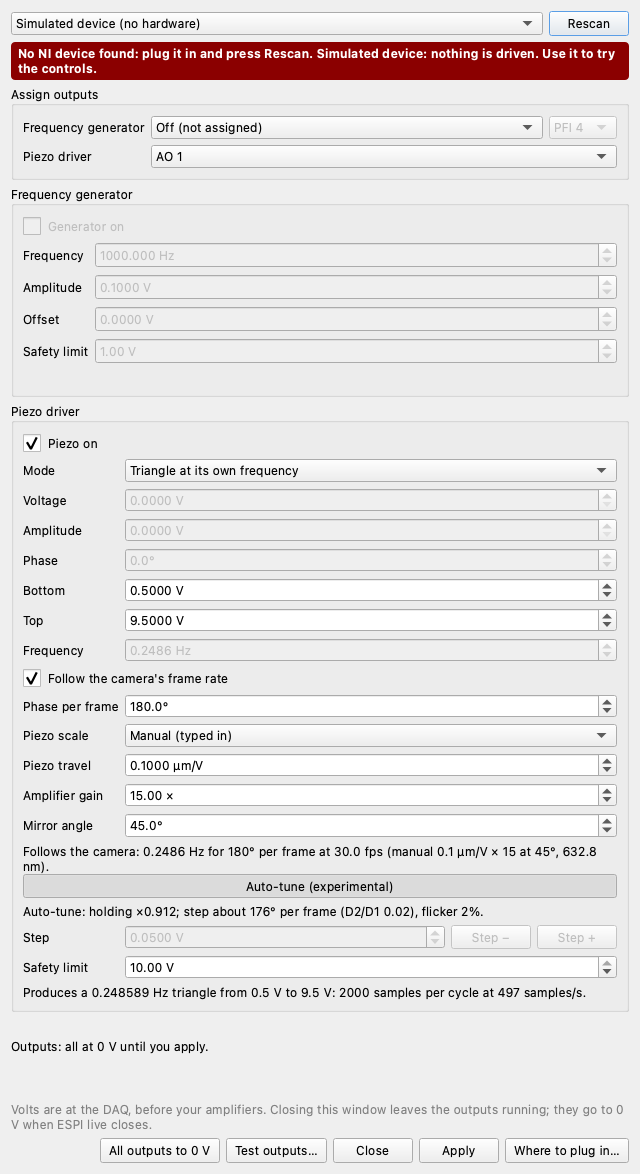 Simulated device (no hardware)
Rescan
No NI device found: plug it in and press Rescan. Simulated device: nothing is driven. Use it to try
the controls.
Assign outputs
Frequency generator
Off (not assigned)
PFI 4
Piezo driver
AO 1
Frequency generator
Generator on
Frequency
1000.000 Hz
Amplitude
0.1000 V
Offset
0.0000 V
Safety limit
1.00 V
Piezo driver
Piezo on
Mode
Triangle at its own frequency
Voltage
0.0000 V
Amplitude
0.0000 V
Phase
0.0°
Bottom
0.5000 V
Top
9.5000 V
Frequency
0.2486 Hz
Follow the camera's frame rate
Phase per frame
180.0°
Piezo scale
Manual (typed in)
Piezo travel
0.1000 µm/V
Amplifier gain
15.00 ×
Mirror angle
45.0°
Follows the camera: 0.2486 Hz for 180° per frame at 30.0 fps (manual 0.1 µm/V × 15 at 45°, 632.8
nm).
Auto-tune (experimental)
Auto-tune: holding ×0.912; step about 176° per frame (D2/D1 0.02), flicker 2%.
Step
0.0500 V
Step −
Step +
Safety limit
10.00 V
Produces a 0.248589 Hz triangle from 0.5 V to 9.5 V: 2000 samples per cycle at 497 samples/s.
Outputs: all at 0 V until you apply.
Volts are at the DAQ, before your amplifiers. Closing this window leaves the outputs running; they go to 0
V when ESPI live closes.
All outputs to 0 V
Test outputs...
Close
Apply
Where to plug in...